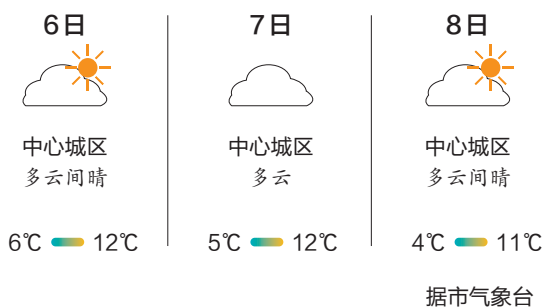 6日
中心城区
多云间晴
6℃ 12℃
7日
中心城区
多云
5℃ 12℃
8日
中心城区
多云间晴
4℃ 11℃
据市气象台